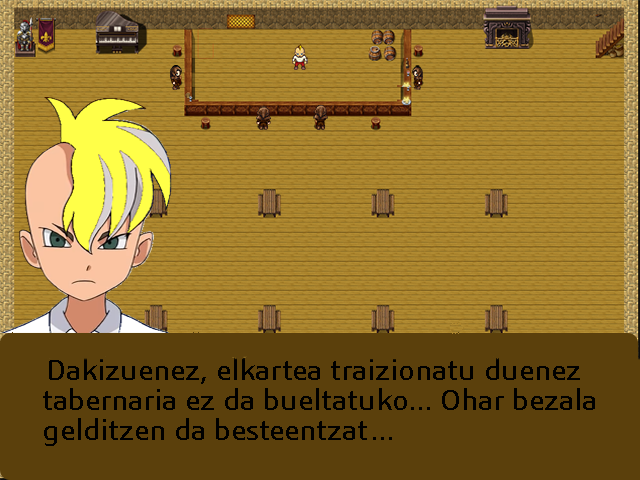 Dakizuenez, elkartea traizionatu duenez
tabernaria ez da bueltatuko... Ohar bezala
gelditzen da besteentzat...